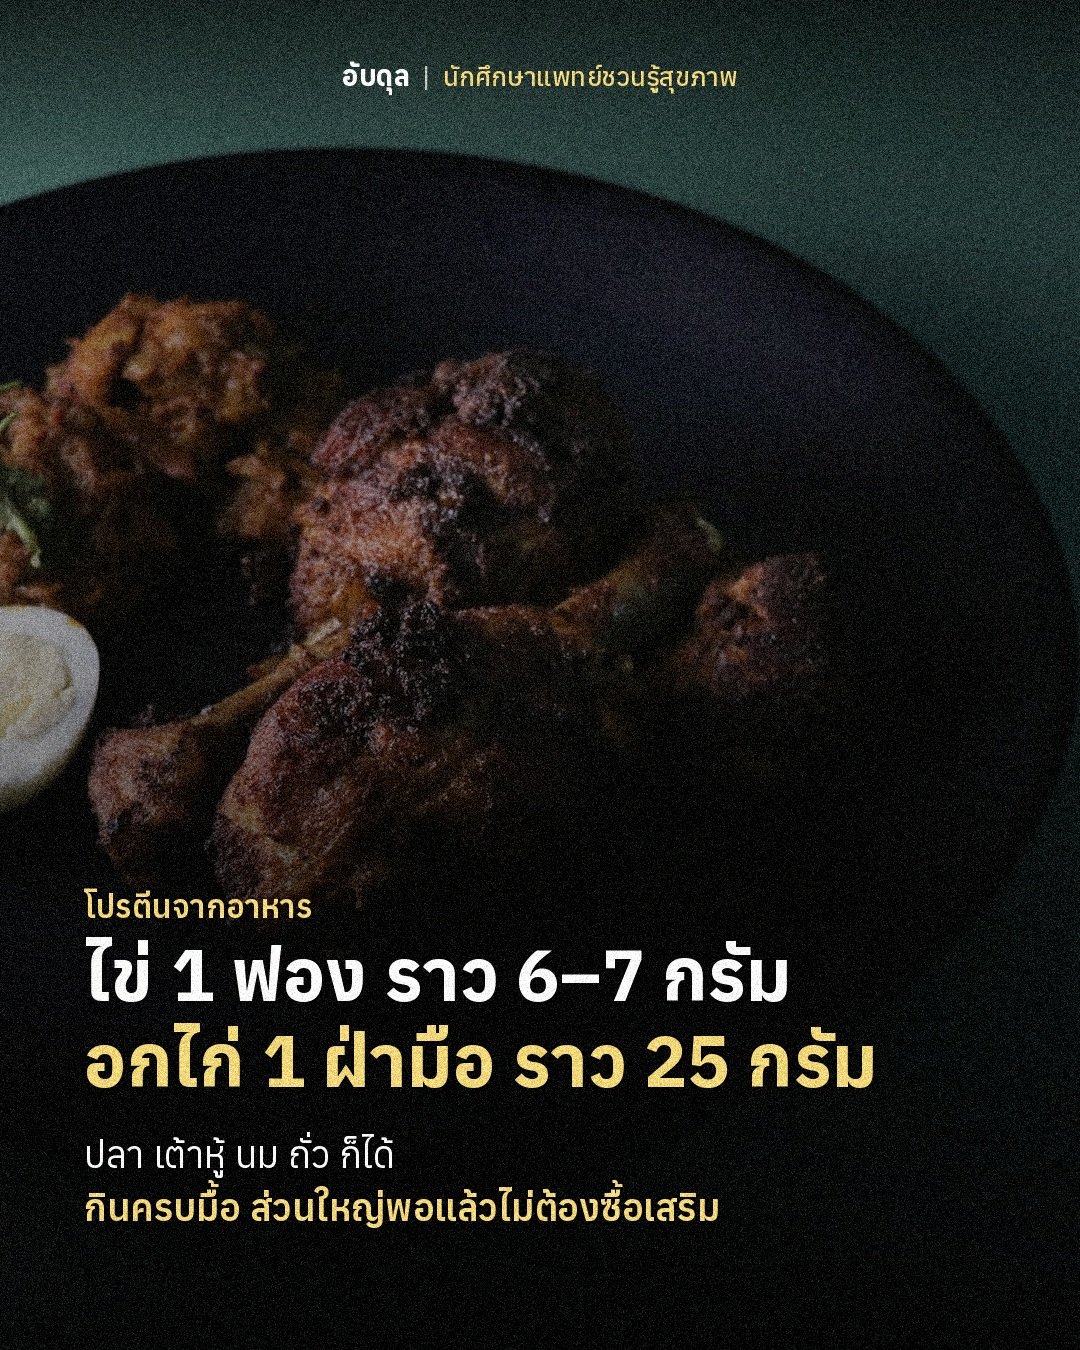 อับดุล | นักศึกษาแพทย์ชวนรู้สุขภาพ
โปรตีนจากอาหาร
ไข่ 1 ฟอง ราว 6–7 กรัม
อกไก่ 1 ฝ่ามือ ราว 25 กรัม
ปลา เต้าหู้ นม ถั่ว ก็ได้
กินครบมื้อ ส่วนใหญ่พอแล้วไม่ต้องซื้อเสริม